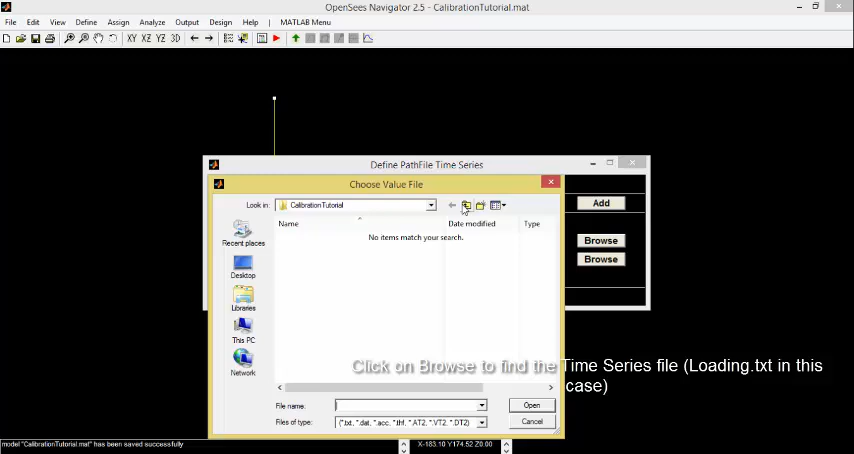 OpenSees Navigator 2.5 - CalibrationTutorial.mat
File Edit View Define Assign Analyze Output Design Help | MATLAB Menu
XY XZ YZ 3D
Define PathFile Time Series
Choose Value File
Look in: CalibrationTutorial
Add
Name Date modified Type
No items match your search.
Recent places
Browse
Browse
Desktop
Libraries
This PC
Network
Click on Browse to find the Time Series file (Loading.txt in this
case)
File name: Open
Files of type: (*.txt, *.dat, *.acc, *.thf, *.AT2, *.VT2, *.DT2) Cancel
model "CalibrationTutorial.mat" has been saved successfully X-183.10 Y174.52 Z0.00